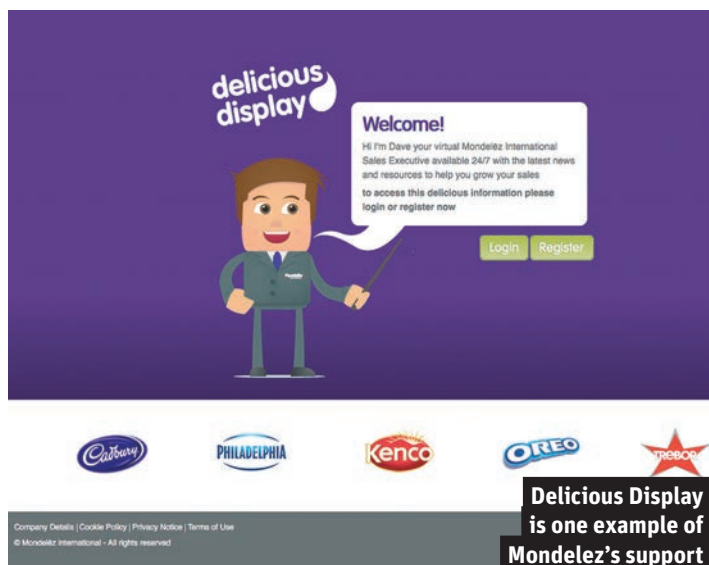 delicious
display
Welcome!
Hi I'm Dave your virtual Mondelēz International
Sales Executive available 24/7 with the latest news
and resources to help you grow your sales
to access this delicious information please
login or register now
Login Register
Cadbury
PHILADELPHIA
Kenco
OREO
TREBOR
Delicious Display
is one example of
Mondelez's support
Company Details | Cookie Policy | Privacy Notice | Terms of Use
© Mondelēz International - All rights reserved